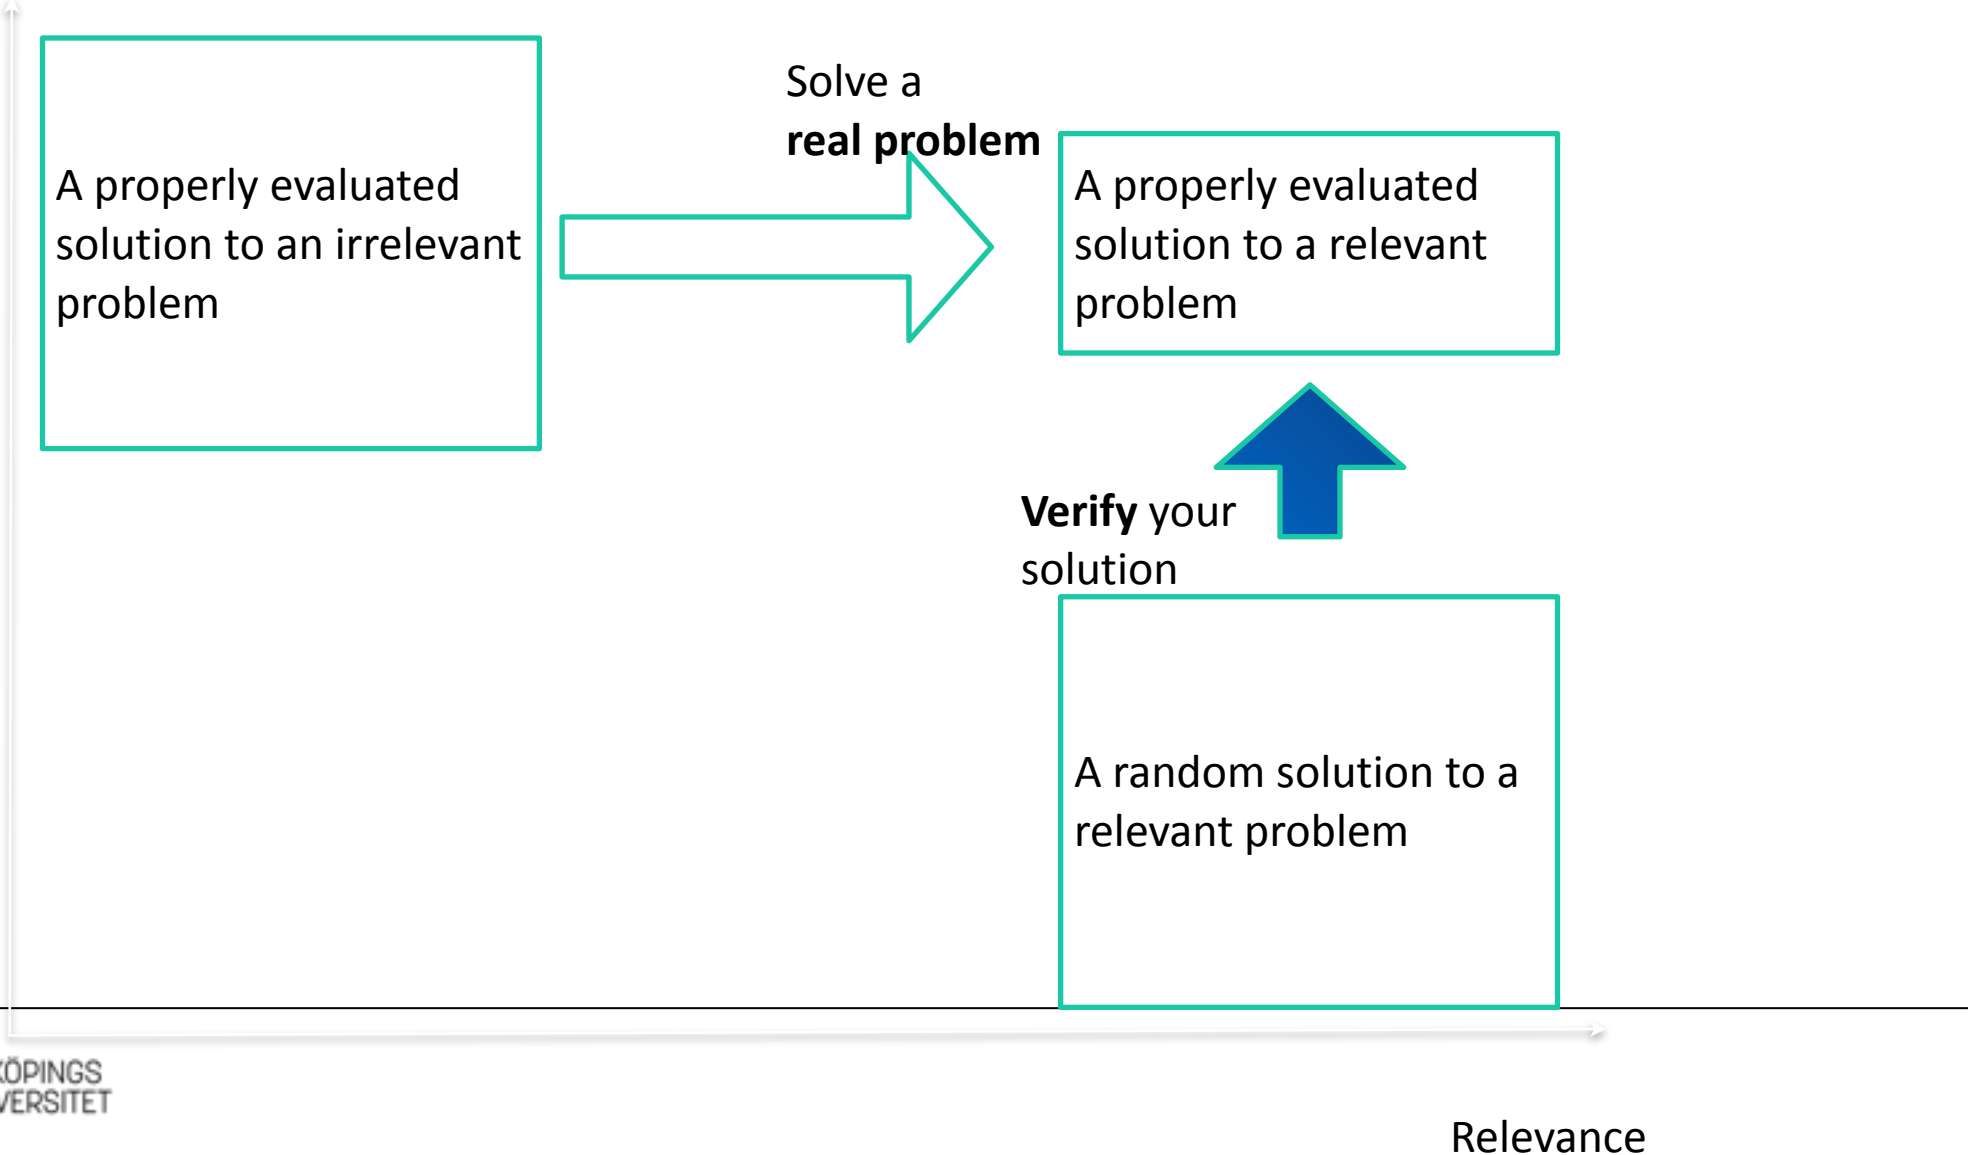 Solve a
real problem
A properly evaluated
solution to an irrelevant
problem
A properly evaluated
solution to a relevant
problem
Verify your
solution
A random solution to a
relevant problem
KÖPINGS
VERSITET
Relevance